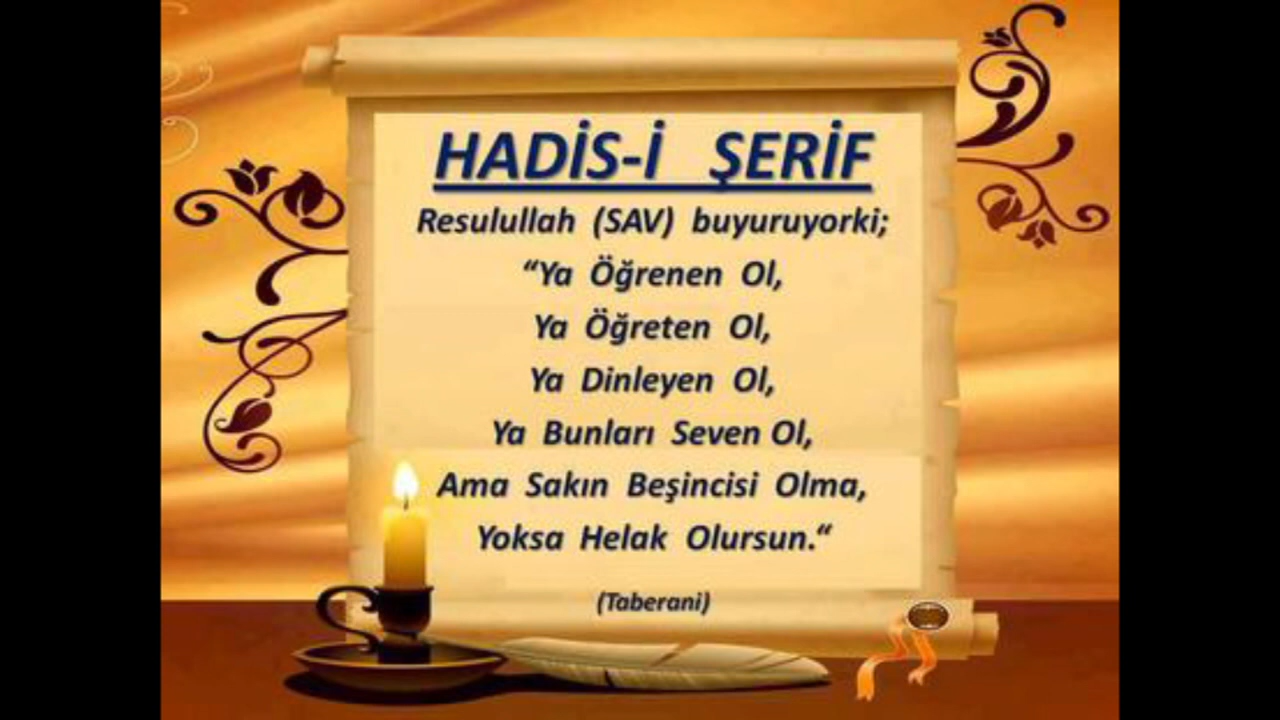 HADİS-İ ŞERİF
Resulullah (SAV) buyuruyorki;
“Ya Öğrenen Ol,
Ya Öğreten Ol,
Ya Dinleyen Ol,
Ya Bunları Seven Ol,
Ama Sakın Beşincisi Olma,
Yoksa Helak Olursun.“
(Taberani)